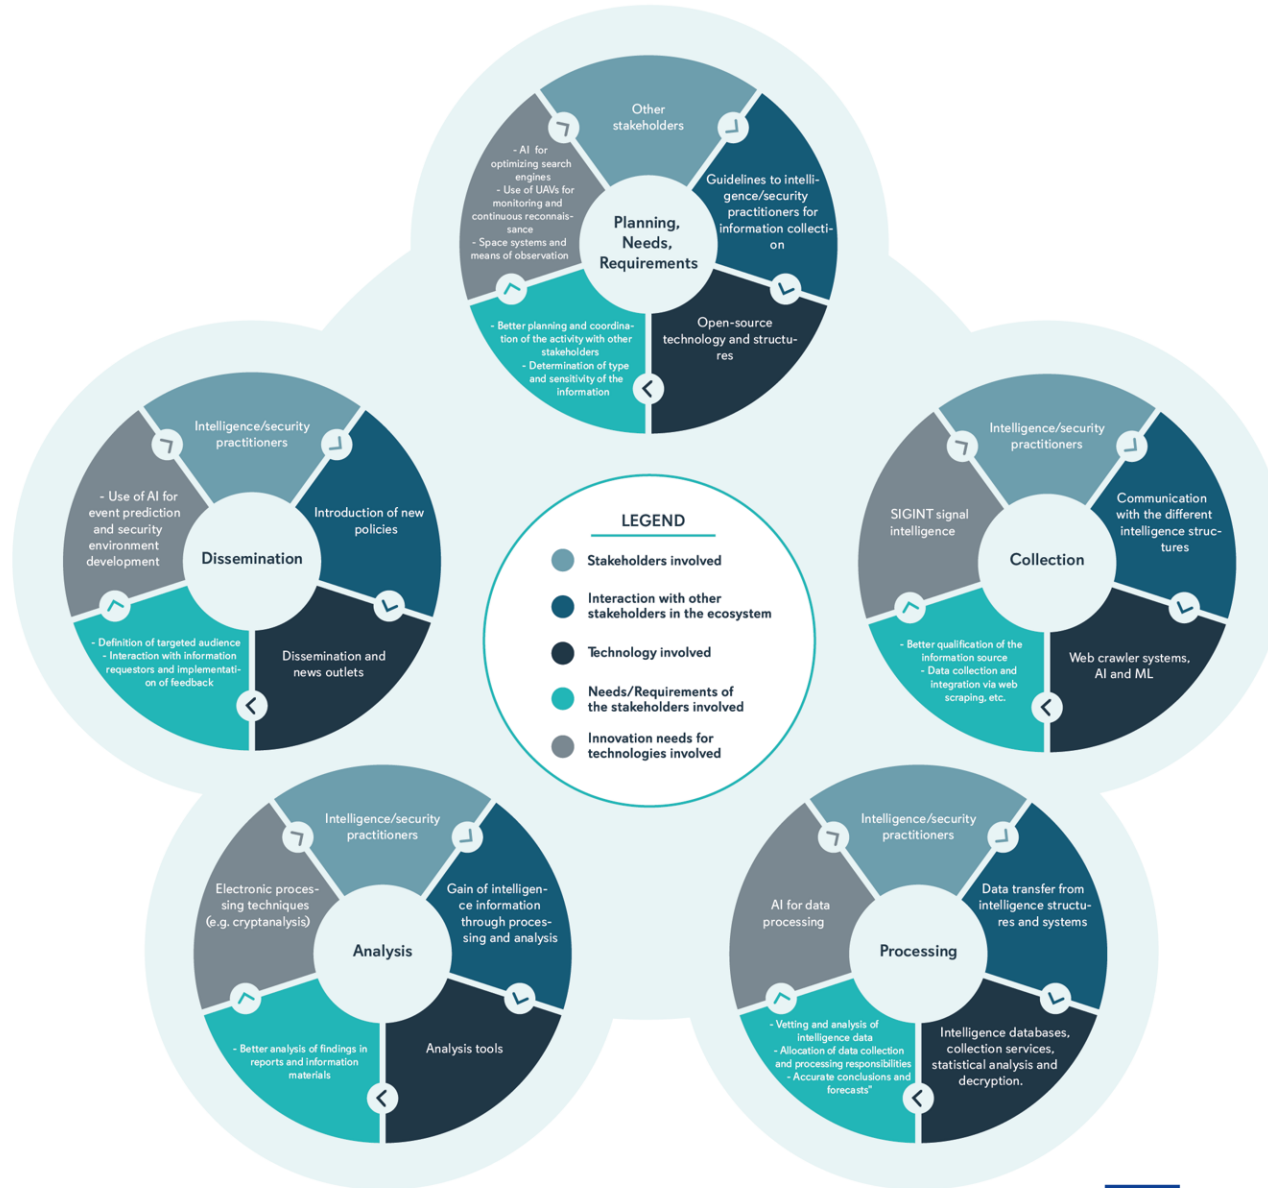 Other
stakeholders
Guidelines to intelli-
gence/security
practitioners for
information collecti-
on
Open-source
technology and structu-
res
- Better planning and coordina-
tion of the activity with other
stakeholders
- Determination of type
and sensitivity of the
information
- AI for
optimizing search
engines
- Use of UAVs for
monitoring and
continuous reconnais-
sance
- Space systems and
means of observation
Planning,
Needs,
Requirements
Intelligence/security
practitioners
Introduction of new
policies
Dissemination and
news outlets
- Definition of targeted audience
- Interaction with information
requestors and implementati-
on of feedback
- Use of AI for
event prediction
and security
environment
development
Dissemination
LEGEND
Stakeholders involved
Interaction with other
stakeholders in the ecosystem
Technology involved
Needs/Requirements of
the stakeholders involved
Innovation needs for
technologies involved
Intelligence/security
practitioners
Communication
with the different
intelligence struc-
tures
Web crawler systems,
AI and ML
- Better qualification of the
information source
- Data collection and
integration via web
scraping, etc.
SIGINT signal
intelligence
Collection
Intelligence/security
practitioners
Gain of intelligen-
ce information
through proces-
sing and analysis
Analysis tools
- Better analysis of findings in
reports and information
materials
Electronic proces-
sing techniques
(e.g. cryptanalysis)
Analysis
Intelligence/security
practitioners
Data transfer from
intelligence structu-
res and systems
Intelligence databases,
collection services,
statistical analysis and
decryption.
- Vetting and analysis of
intelligence data
- Allocation of data collection
and processing responsibilities
- Accurate conclusions and
forecasts"
AI for data
processing
Processing